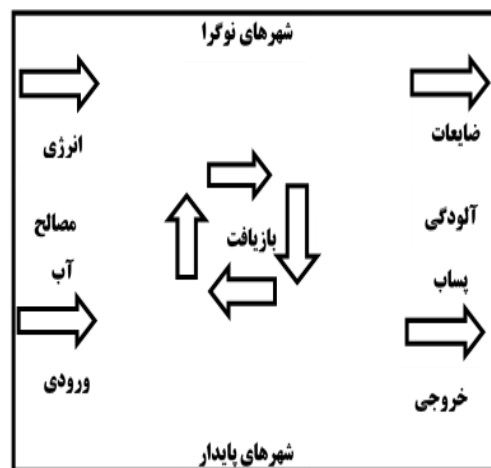 شهرهای نوگرا
انرژی
ضایعات
مصالح
بازیافت
آلودگی
آب
پساب
ورودی
خروجی
شهرهای پایدار